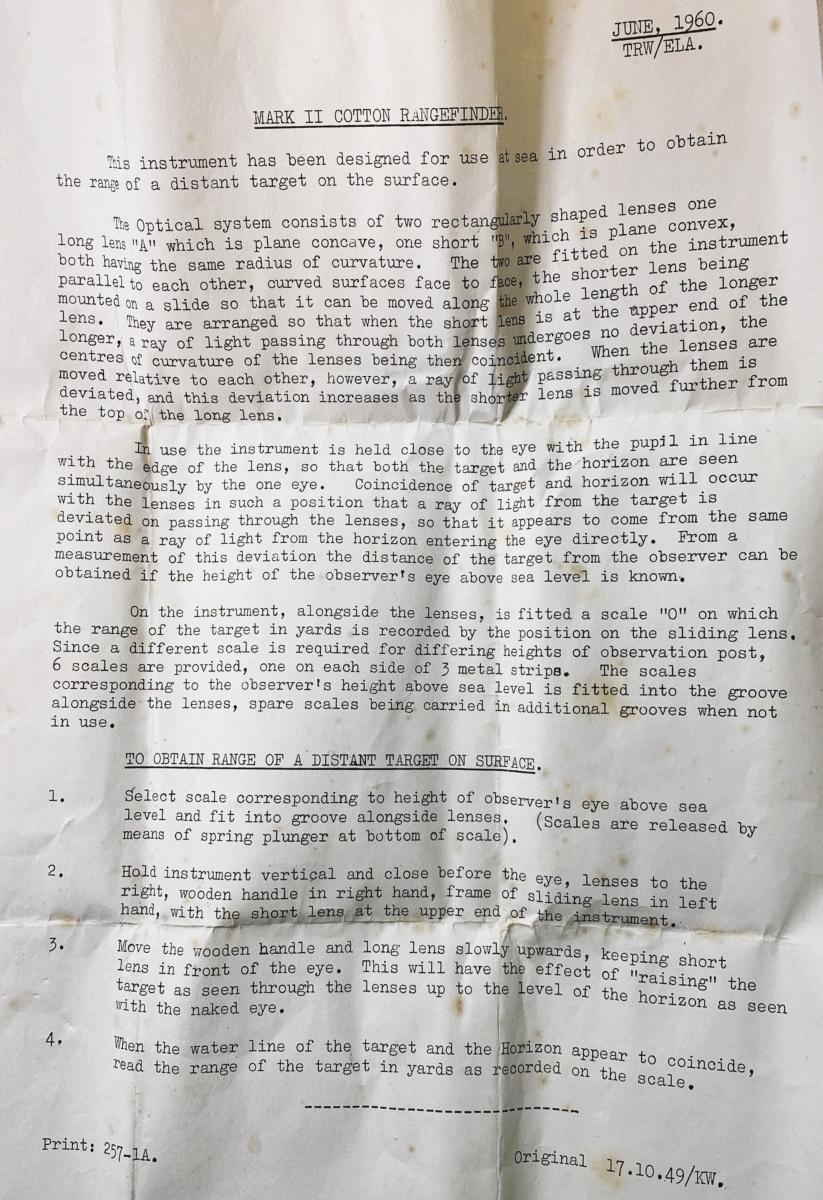 JUNE, 1960.
TRW/ELA.
MARK II COTTON RANGEFINDER.
This instrument has been designed for use at sea in order to obtain
the range of a distant target on the surface.
The Optical system consists of two rectangularly shaped lenses one
long lens "A" which is plane concave, one short "B", which is plane convex,
both having the same radius of curvature. The two are fitted on the instrument
parallel to each other, curved surfaces face to face, the shorter lens being
mounted on a slide so that it can be moved along the whole length of the longer
lens. They are arranged so that when the short lens is at the upper end of the
longer, a ray of light passing through both lenses undergoes no deviation, the
centres of curvature of the lenses being then coincident. When the lenses are
moved relative to each other, however, a ray of light passing through them is
deviated, and this deviation increases as the shorter lens is moved further from
the top of the long lens.
In use the instrument is held close to the eye with the pupil in line
with the edge of the lens, so that both the target and the horizon are seen
simultaneously by the one eye. Coincidence of target and horizon will occur
with the lenses in such a position that a ray of light from the target is
deviated on passing through the lenses, so that it appears to come from the same
point as a ray of light from the horizon entering the eye directly. From a
measurement of this deviation the distance of the target from the observer can be
obtained if the height of the observer's eye above sea level is known.
On the instrument, alongside the lenses, is fitted a scale "O" on which
the range of the target in yards is recorded by the position on the sliding lens.
Since a different scale is required for differing heights of observation post,
6 scales are provided, one on each side of 3 metal strips. The scales
corresponding to the observer's height above sea level is fitted into the groove
alongside the lenses, spare scales being carried in additional grooves when not
in use.
TO OBTAIN RANGE OF A DISTANT TARGET ON SURFACE.
1. Select scale corresponding to height of observer's eye above sea
level and fit into groove alongside lenses. (Scales are released by
means of spring plunger at bottom of scale).
2. Hold instrument vertical and close before the eye, lenses to the
right, wooden handle in right hand, frame of sliding lens in left
hand, with the short lens at the upper end of the instrument.
3. Move the wooden handle and long lens slowly upwards, keeping short
lens in front of the eye. This will have the effect of "raising" the
target as seen through the lenses up to the level of the horizon as seen
with the naked eye.
4. When the water line of the target and the Horizon appear to coincide,
read the range of the target in yards as recorded on the scale.
Print: 257-1A.
Original 17.10.49/KW.